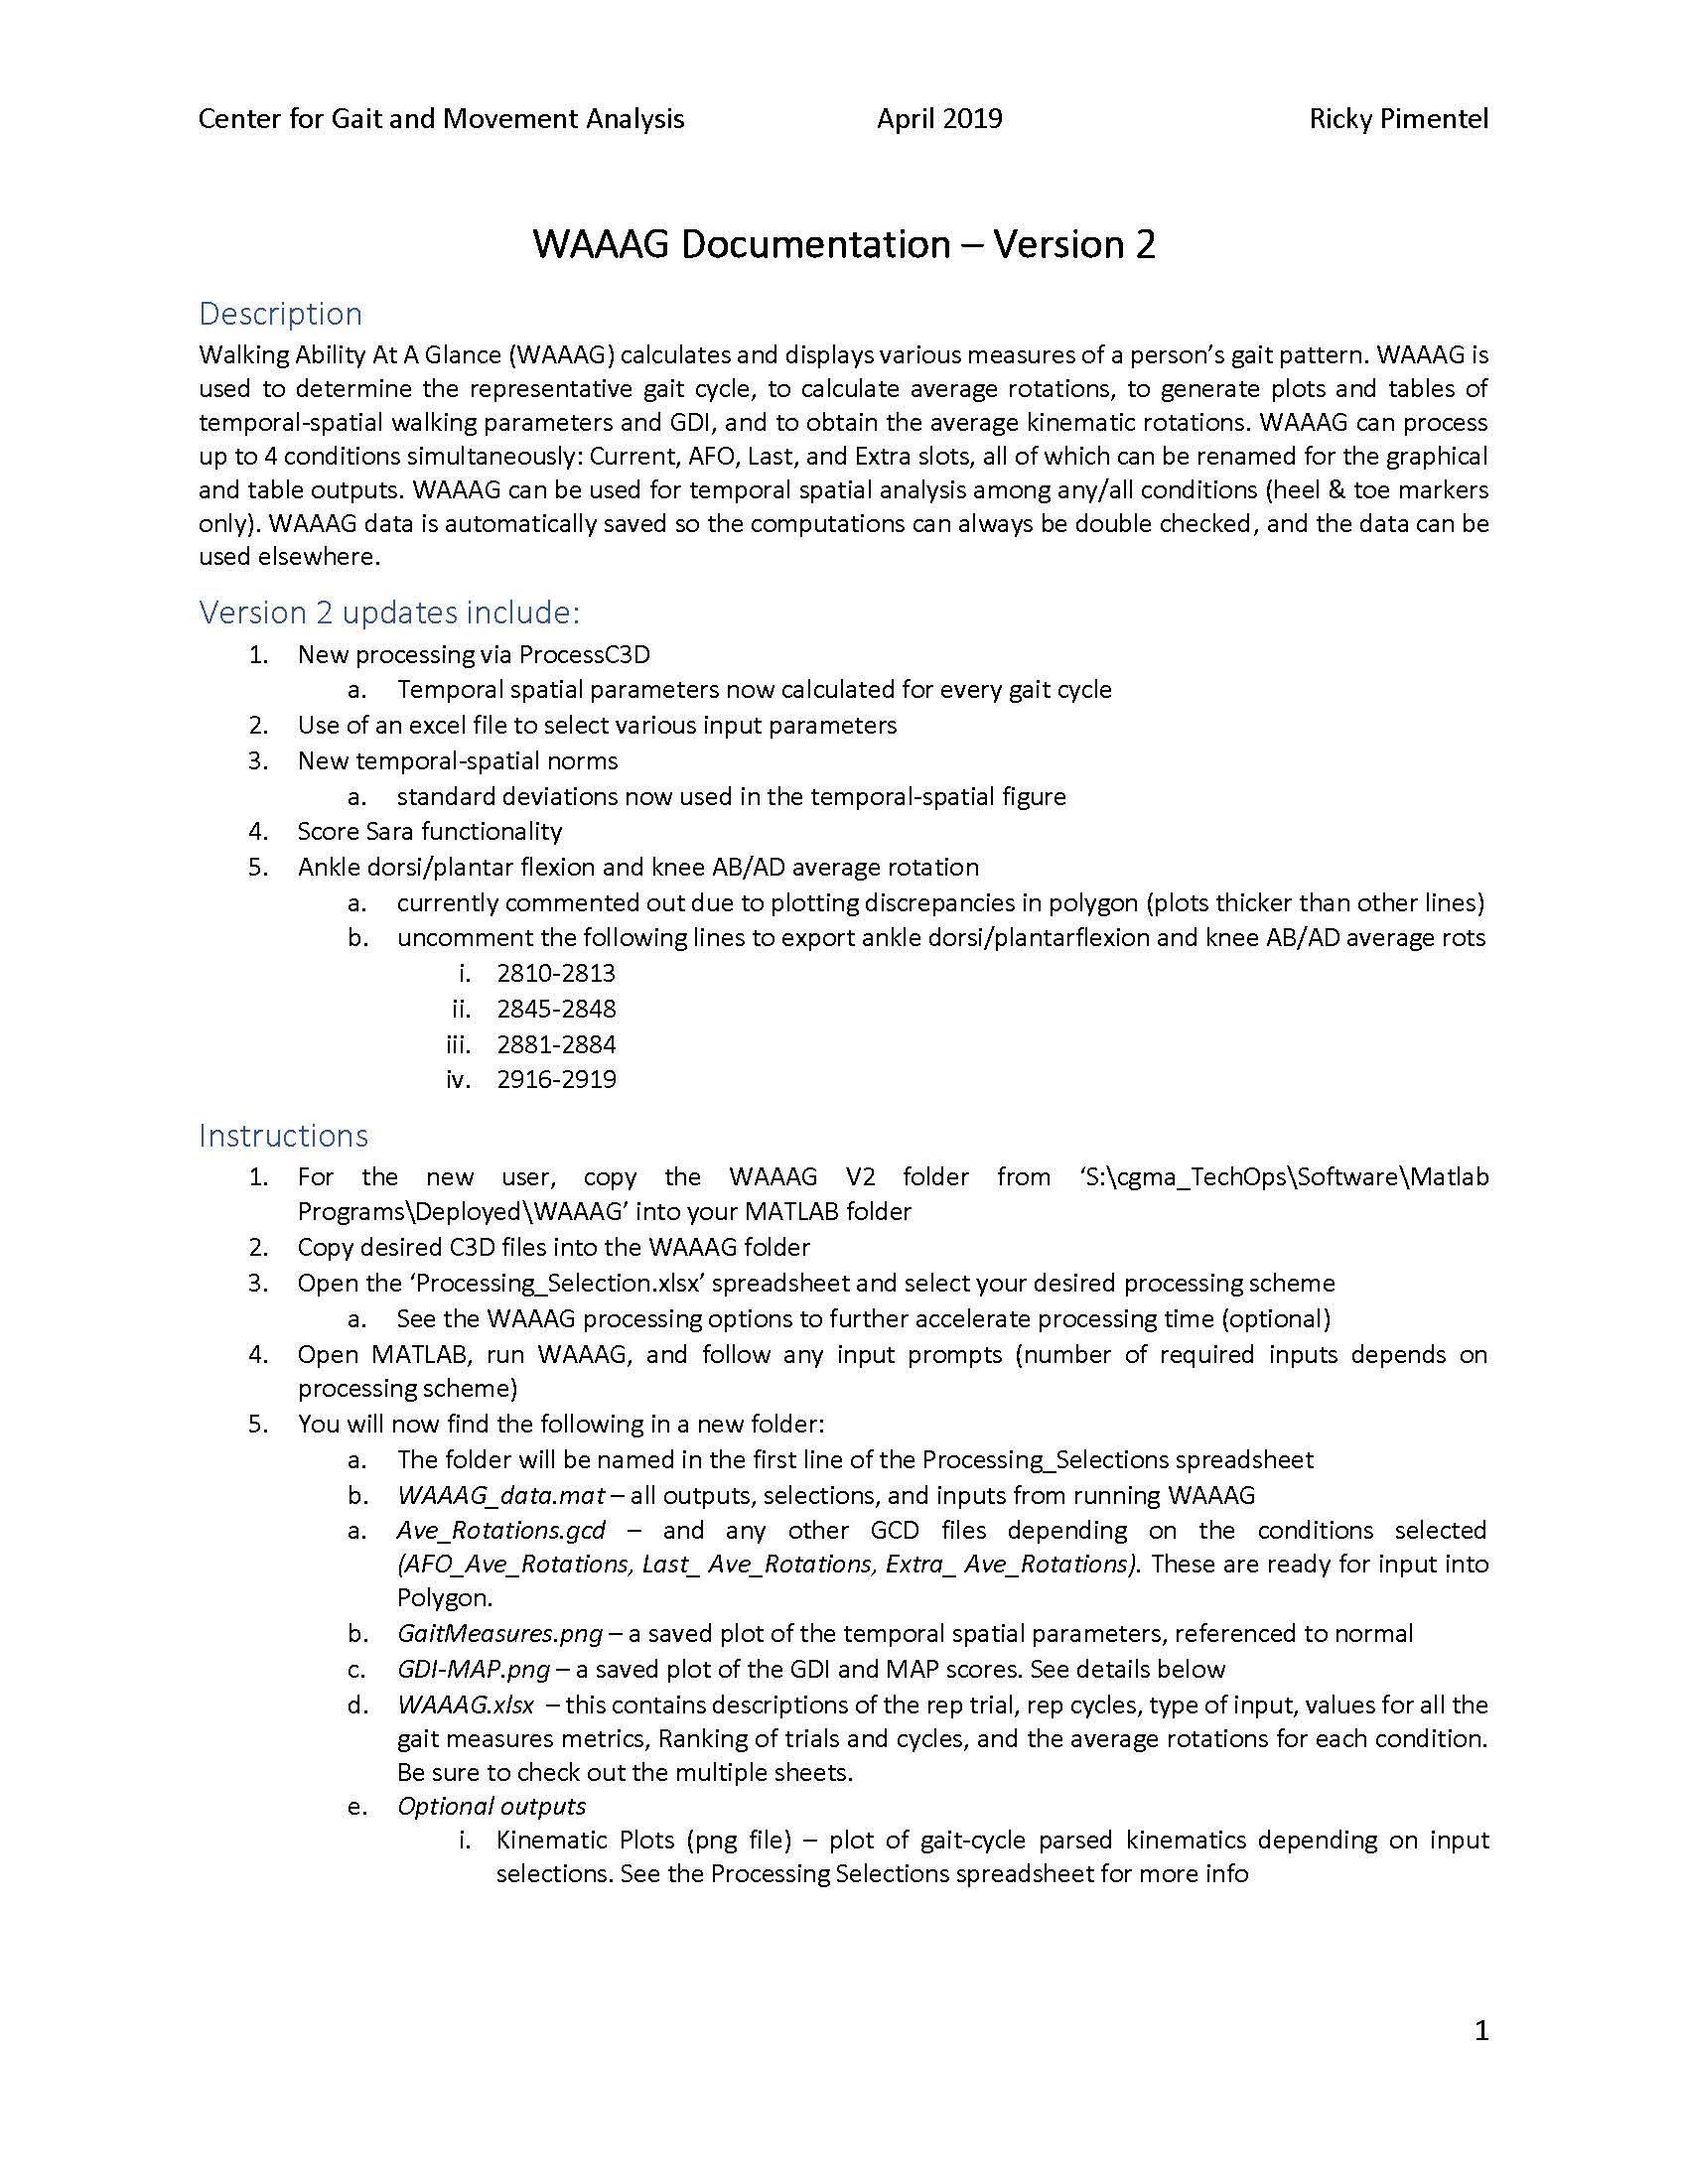 Center for Gait and Movement Analysis April 2019 Ricky Pimentel
WAAAG Documentation – Version 2
Description
Walking Ability At A Glance (WAAAG) calculates and displays various measures of a person’s gait pattern. WAAAG is
used to determine the representative gait cycle, to calculate average rotations, to generate plots and tables of
temporal-spatial walking parameters and GDI, and to obtain the average kinematic rotations. WAAAG can process
up to 4 conditions simultaneously: Current, AFO, Last, and Extra slots, all of which can be renamed for the graphical
and table outputs. WAAAG can be used for temporal spatial analysis among any/all conditions (heel & toe markers
only). WAAAG data is automatically saved so the computations can always be double checked, and the data can be
used elsewhere.
Version 2 updates include:
1. New processing via ProcessC3D
a. Temporal spatial parameters now calculated for every gait cycle
2. Use of an excel file to select various input parameters
3. New temporal-spatial norms
a. standard deviations now used in the temporal-spatial figure
4. Score Sara functionality
5. Ankle dorsi/plantar flexion and knee AB/AD average rotation
a. currently commented out due to plotting discrepancies in polygon (plots thicker than other lines)
b. uncomment the following lines to export ankle dorsi/plantarflexion and knee AB/AD average rots
i. 2810-2813
ii. 2845-2848
iii. 2881-2884
iv. 2916-2919
Instructions
1. For the new user, copy the WAAAG V2 folder from ‘S:\cgma_TechOps\Software\Matlab
Programs\Deployed\WAAAG’ into your MATLAB folder
2. Copy desired C3D files into the WAAAG folder
3. Open the ‘Processing_Selection.xlsx’ spreadsheet and select your desired processing scheme
a. See the WAAAG processing options to further accelerate processing time (optional)
4. Open MATLAB, run WAAAG, and follow any input prompts (number of required inputs depends on
processing scheme)
5. You will now find the following in a new folder:
a. The folder will be named in the first line of the Processing_Selections spreadsheet
b. WAAAG_data.mat – all outputs, selections, and inputs from running WAAAG
a. Ave_Rotations.gcd – and any other GCD files depending on the conditions selected
(AFO_Ave_Rotations, Last_ Ave_Rotations, Extra_ Ave_Rotations). These are ready for input into
Polygon.
b. GaitMeasures.png – a saved plot of the temporal spatial parameters, referenced to normal
c. GDI-MAP.png – a saved plot of the GDI and MAP scores. See details below
d. WAAAG.xlsx – this contains descriptions of the rep trial, rep cycles, type of input, values for all the
gait measures metrics, Ranking of trials and cycles, and the average rotations for each condition.
Be sure to check out the multiple sheets.
e. Optional outputs
i. Kinematic Plots (png file) – plot of gait-cycle parsed kinematics depending on input
selections. See the Processing Selections spreadsheet for more info
1